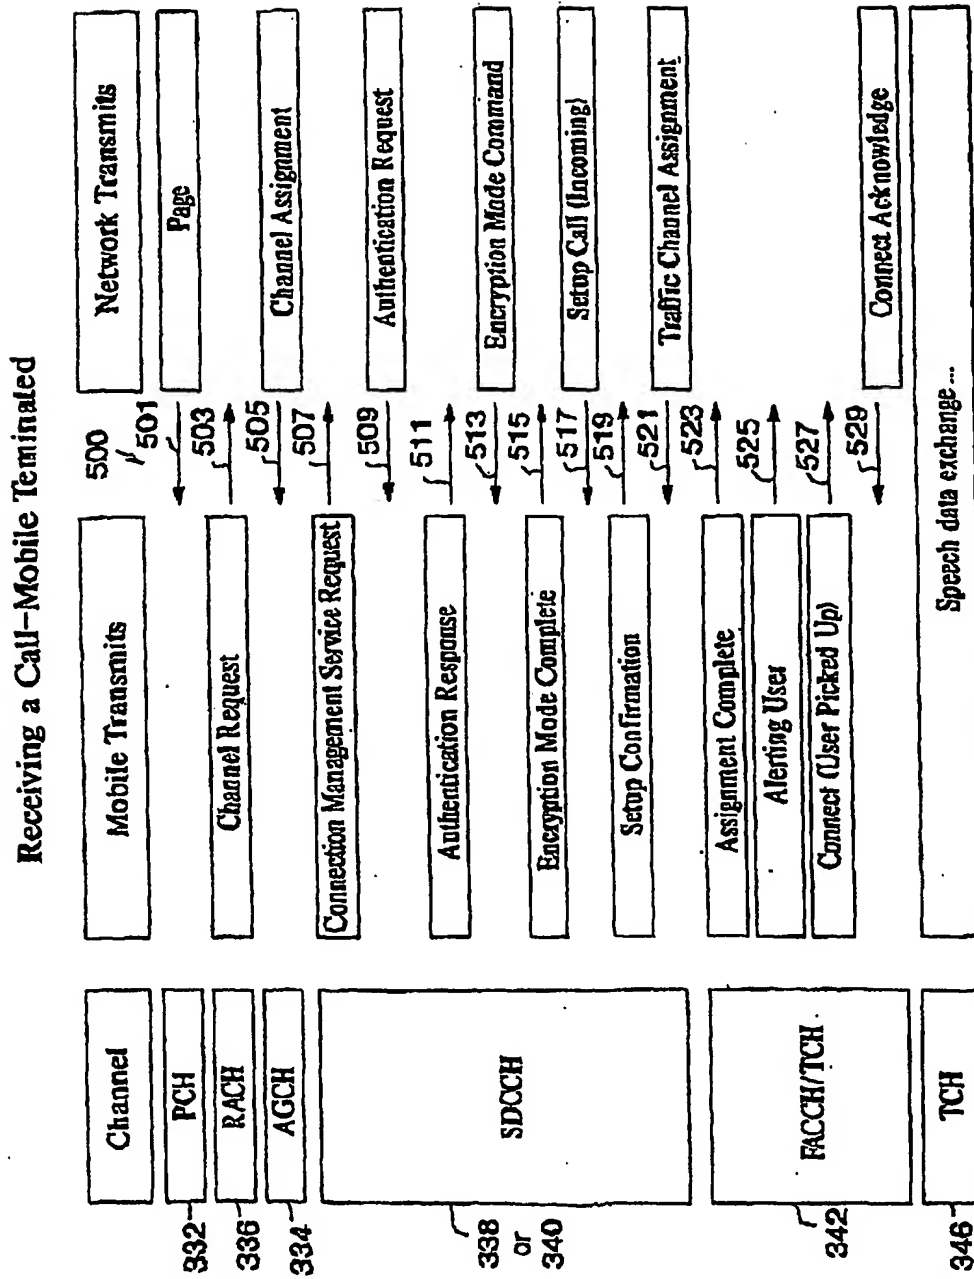 Receiving a Call-Mobile Teminated
Channel
Mobile Transmits
500
Network Transmits
332
PCH
501
Page
336
RACH
Channel Request
503
334
AGCH
505
Channel Assignment
338
or
340
SDCCH
Connection Management Service Request
507
509
Authentication Request
Authentication Response
511
513
Encryption Mode Command
Encryption Mode Complete
515
517
Setup Call (Incoming)
Setup Confirmation
519
521
Traffic Channel Assignment
342
FACCH/TCH
Assignment Complete
523
Alerting User
525
Connect (User Picked Up)
527
529
Connect Acknowledge
346
TCH
Speech data exchange...